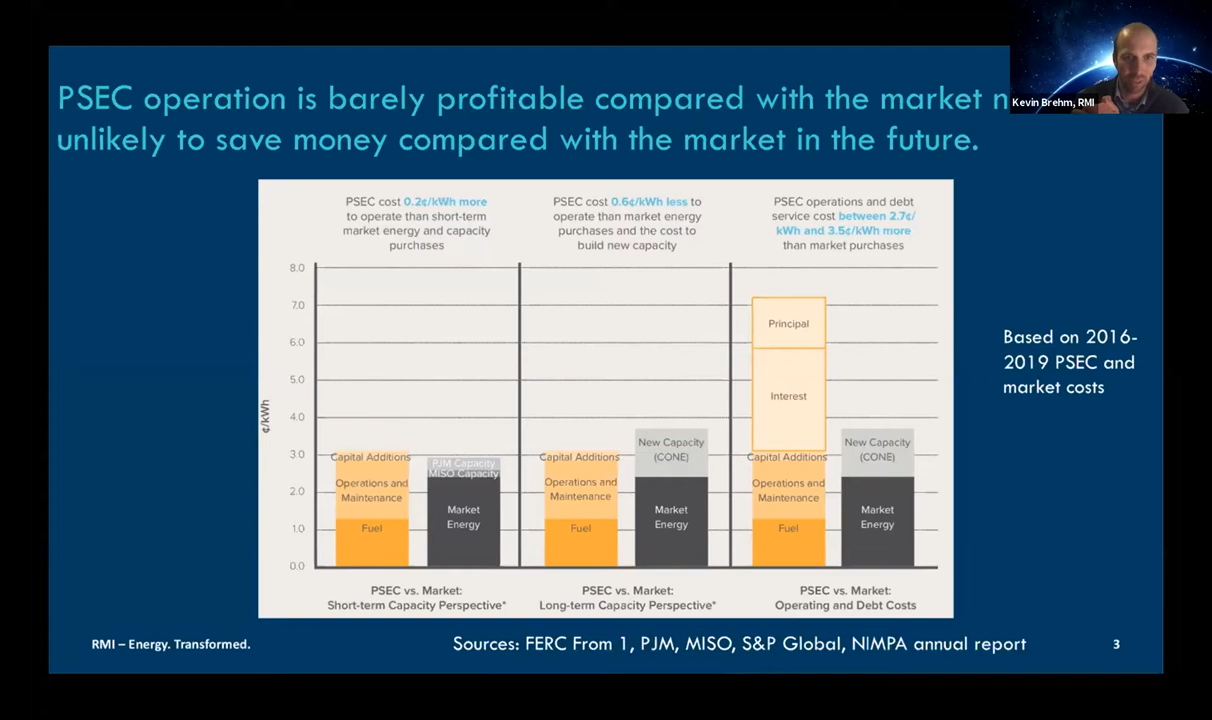 PSEC operation is barely profitable compared with the market
unlikely to save money compared with the market in the future.
Kevin Brehm, RMI
PSEC cost 0.2¢/kWh more
to operate than short-term
market energy and capacity
purchases
PSEC cost 0.6¢/kWh less to
operate than market energy
purchases and the cost to
build new capacity
PSEC operations and debt
service cost between 2.7¢/
kWh and 3.5¢/kWh more
than market purchases
¢/kWh
8.0
7.0
6.0
5.0
4.0
3.0
2.0
1.0
0.0
Capital Additions
Operations and
Maintenance
Fuel
PJM Capacity
MISO Capacity
Market
Energy
Capital Additions
Operations and
Maintenance
Fuel
New Capacity
(CONE)
Market
Energy
Principal
Interest
Capital Additions
Operations and
Maintenance
Fuel
New Capacity
(CONE)
Market
Energy
PSEC vs. Market:
Short-term Capacity Perspective*
PSEC vs. Market:
Long-term Capacity Perspective*
PSEC vs. Market:
Operating and Debt Costs
Based on 2016-
2019 PSEC and
market costs
RMI – Energy. Transformed.
Sources: FERC From 1, PJM, MISO, S&P Global, NIMPA annual report
3